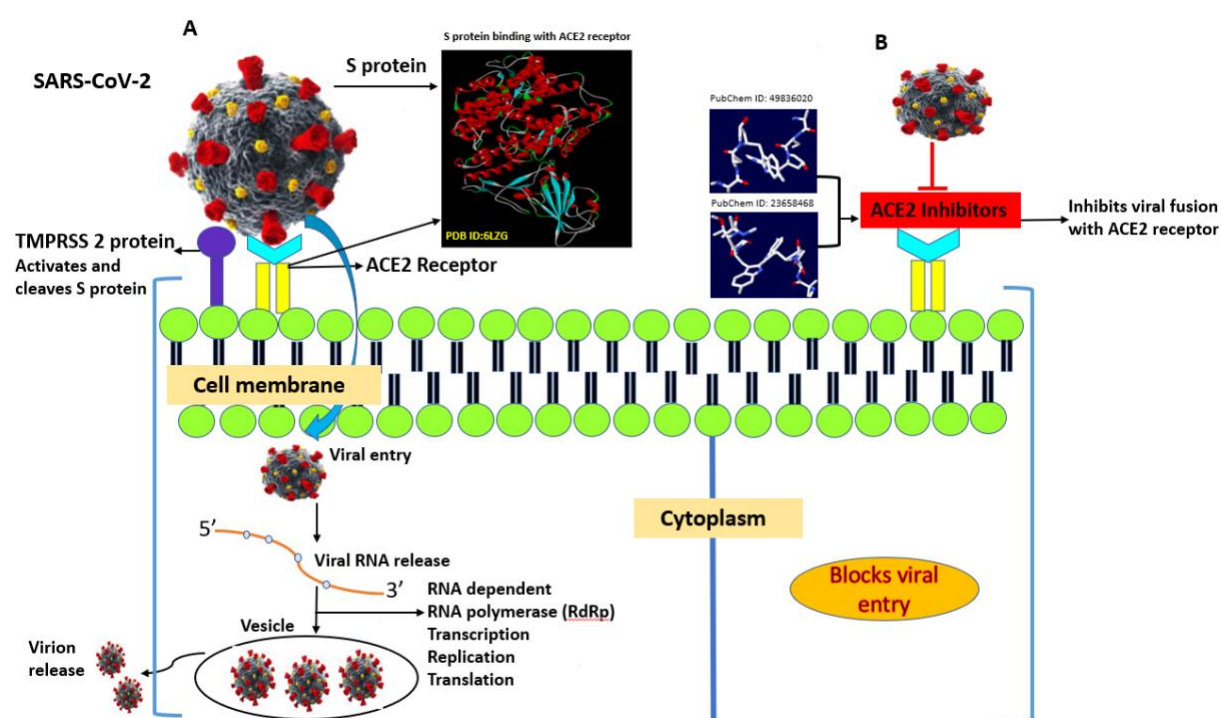 A
SARS-CoV-2
S protein
S protein binding with ACE2 receptor
PDB ID:6LZG
TMPRSS 2 protein
Activates and
cleaves S protein
ACE2 Receptor
Cell membrane
Viral entry
5’
Viral RNA release
3’
RNA dependent
RNA polymerase (RdRp)
Transcription
Replication
Translation
Vesicle
Virion
release
Cytoplasm
B
PubChem ID: 49836020
PubChem ID: 23658468
ACE2 Inhibitors
Inhibits viral fusion
with ACE2 receptor
Blocks viral
entry